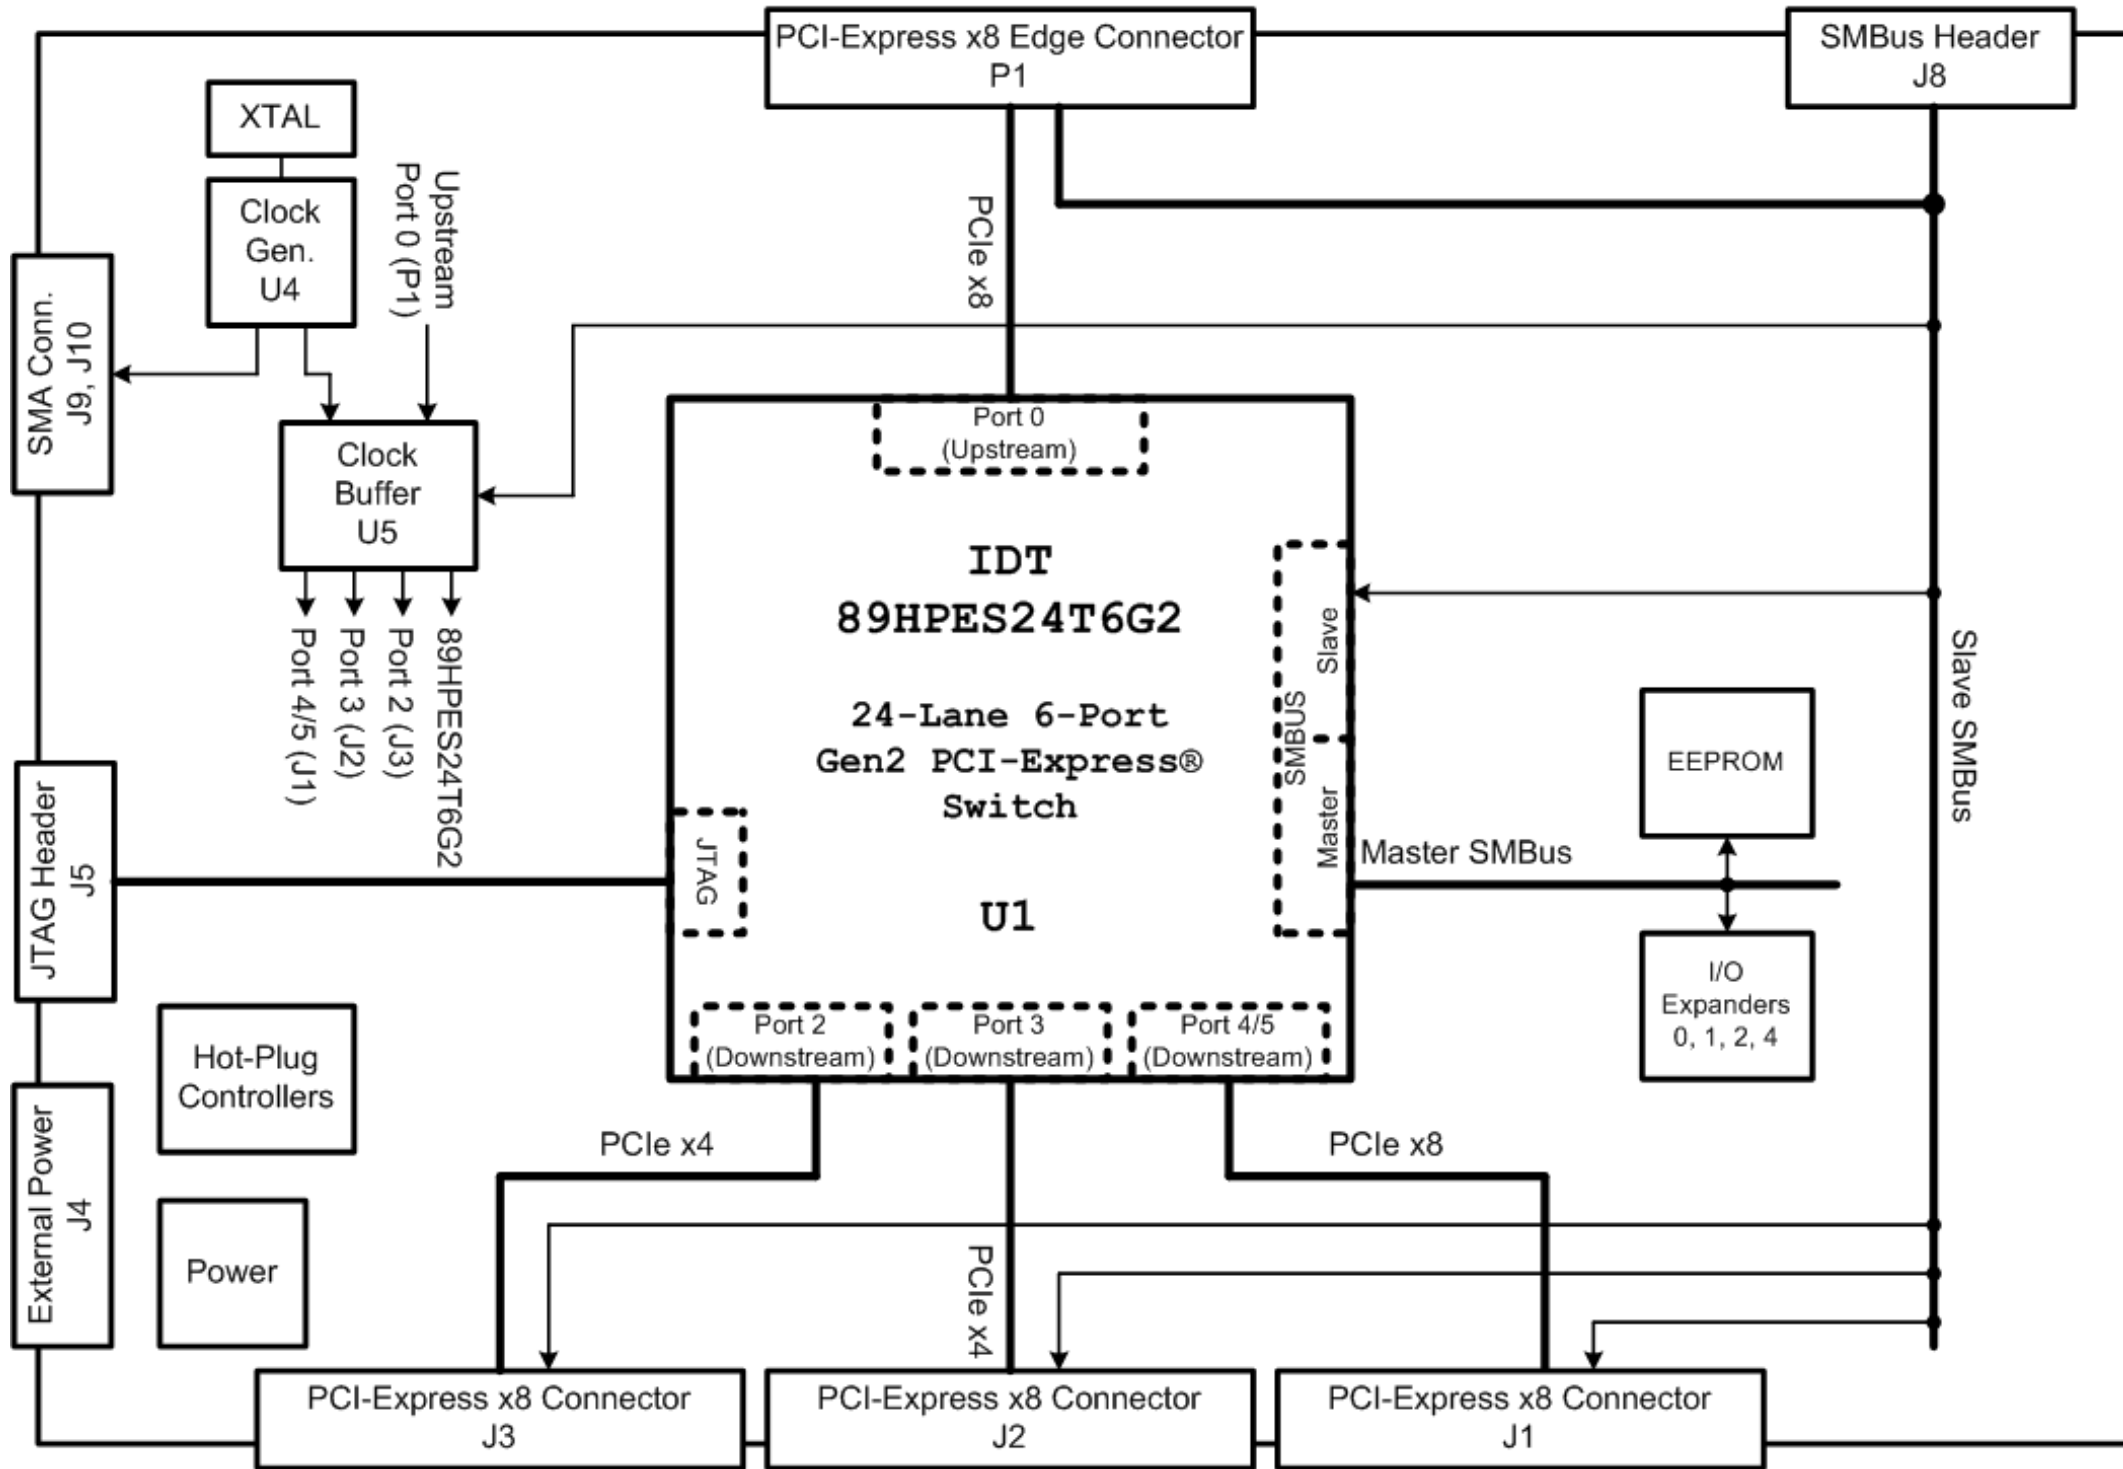 PCI-Express x8 Edge Connector
P1
SMBus Header
J8
XTAL
Clock
Gen.
U4
Upstream
Port 0 (P1)
SMA Conn.
J9, J10
PCIe x8
Clock
Buffer
U5
Port 0
(Upstream)
IDT
89HPES24T6G2
24-Lane 6-Port
Gen2 PCI-Express®
Switch
U1
Port 4/5 (J1)
Port 3 (J2)
Port 2 (J3)
89HPES24T6G2
SMBUS
Slave
Master
Slave SMBus
EEPROM
Master SMBus
JTAG Header
J5
JTAG
I/O
Expanders
0, 1, 2, 4
Hot-Plug
Controllers
Port 2
(Downstream)
Port 3
(Downstream)
Port 4/5
(Downstream)
External Power
J4
Power
PCIe x4
PCIe x4
PCIe x8
PCI-Express x8 Connector
J3
PCI-Express x8 Connector
J2
PCI-Express x8 Connector
J1